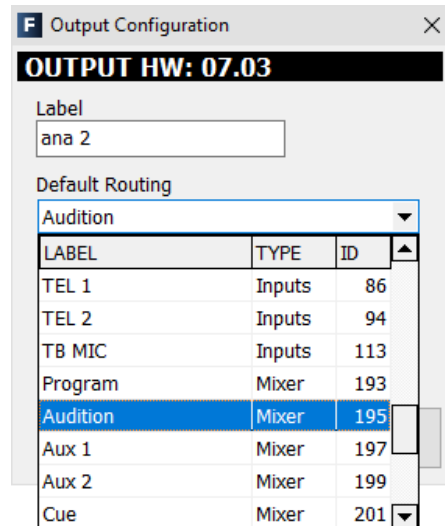 F Output Configuration
OUTPUT HW: 07.03
Label
ana 2
Default Routing
Audition
LABEL TYPE ID
TEL 1 Inputs 86
TEL 2 Inputs 94
TB MIC Inputs 113
Program Mixer 193
Audition Mixer 195
Aux 1 Mixer 197
Aux 2 Mixer 199
Cue Mixer 201